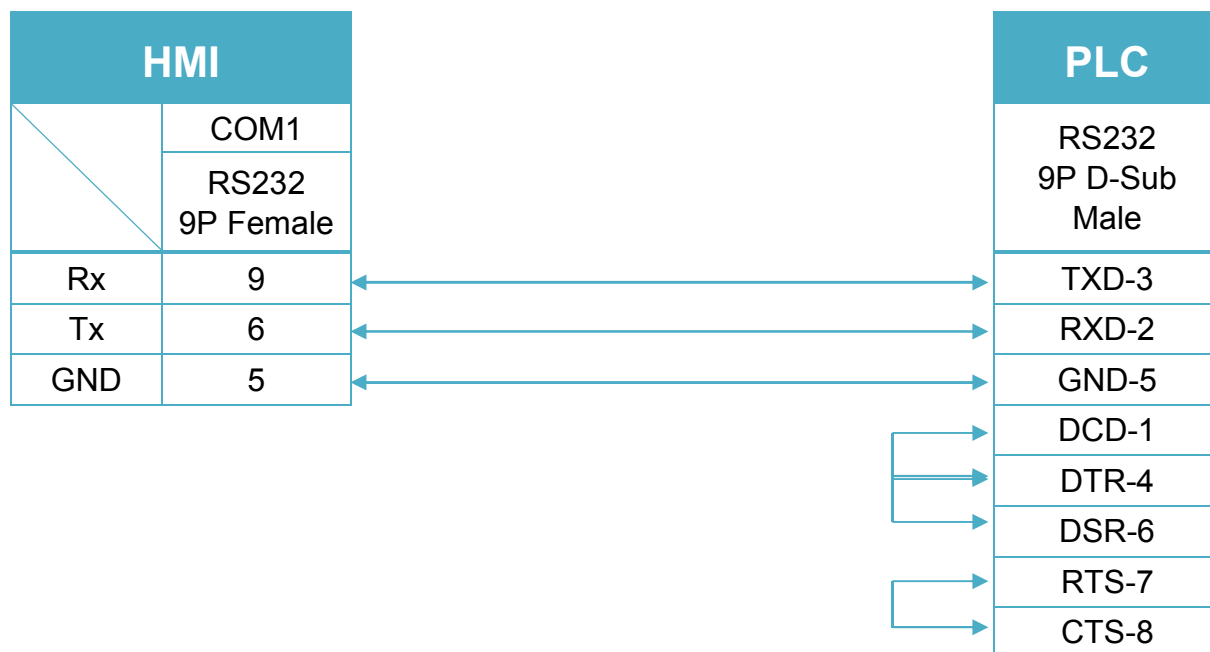 HMI
PLC
COM1
RS232
9P Female
RS232
9P D-Sub
Male
Rx 9 TXD-3
Tx 6 RXD-2
GND 5 GND-5
DCD-1
DTR-4
DSR-6
RTS-7
CTS-8